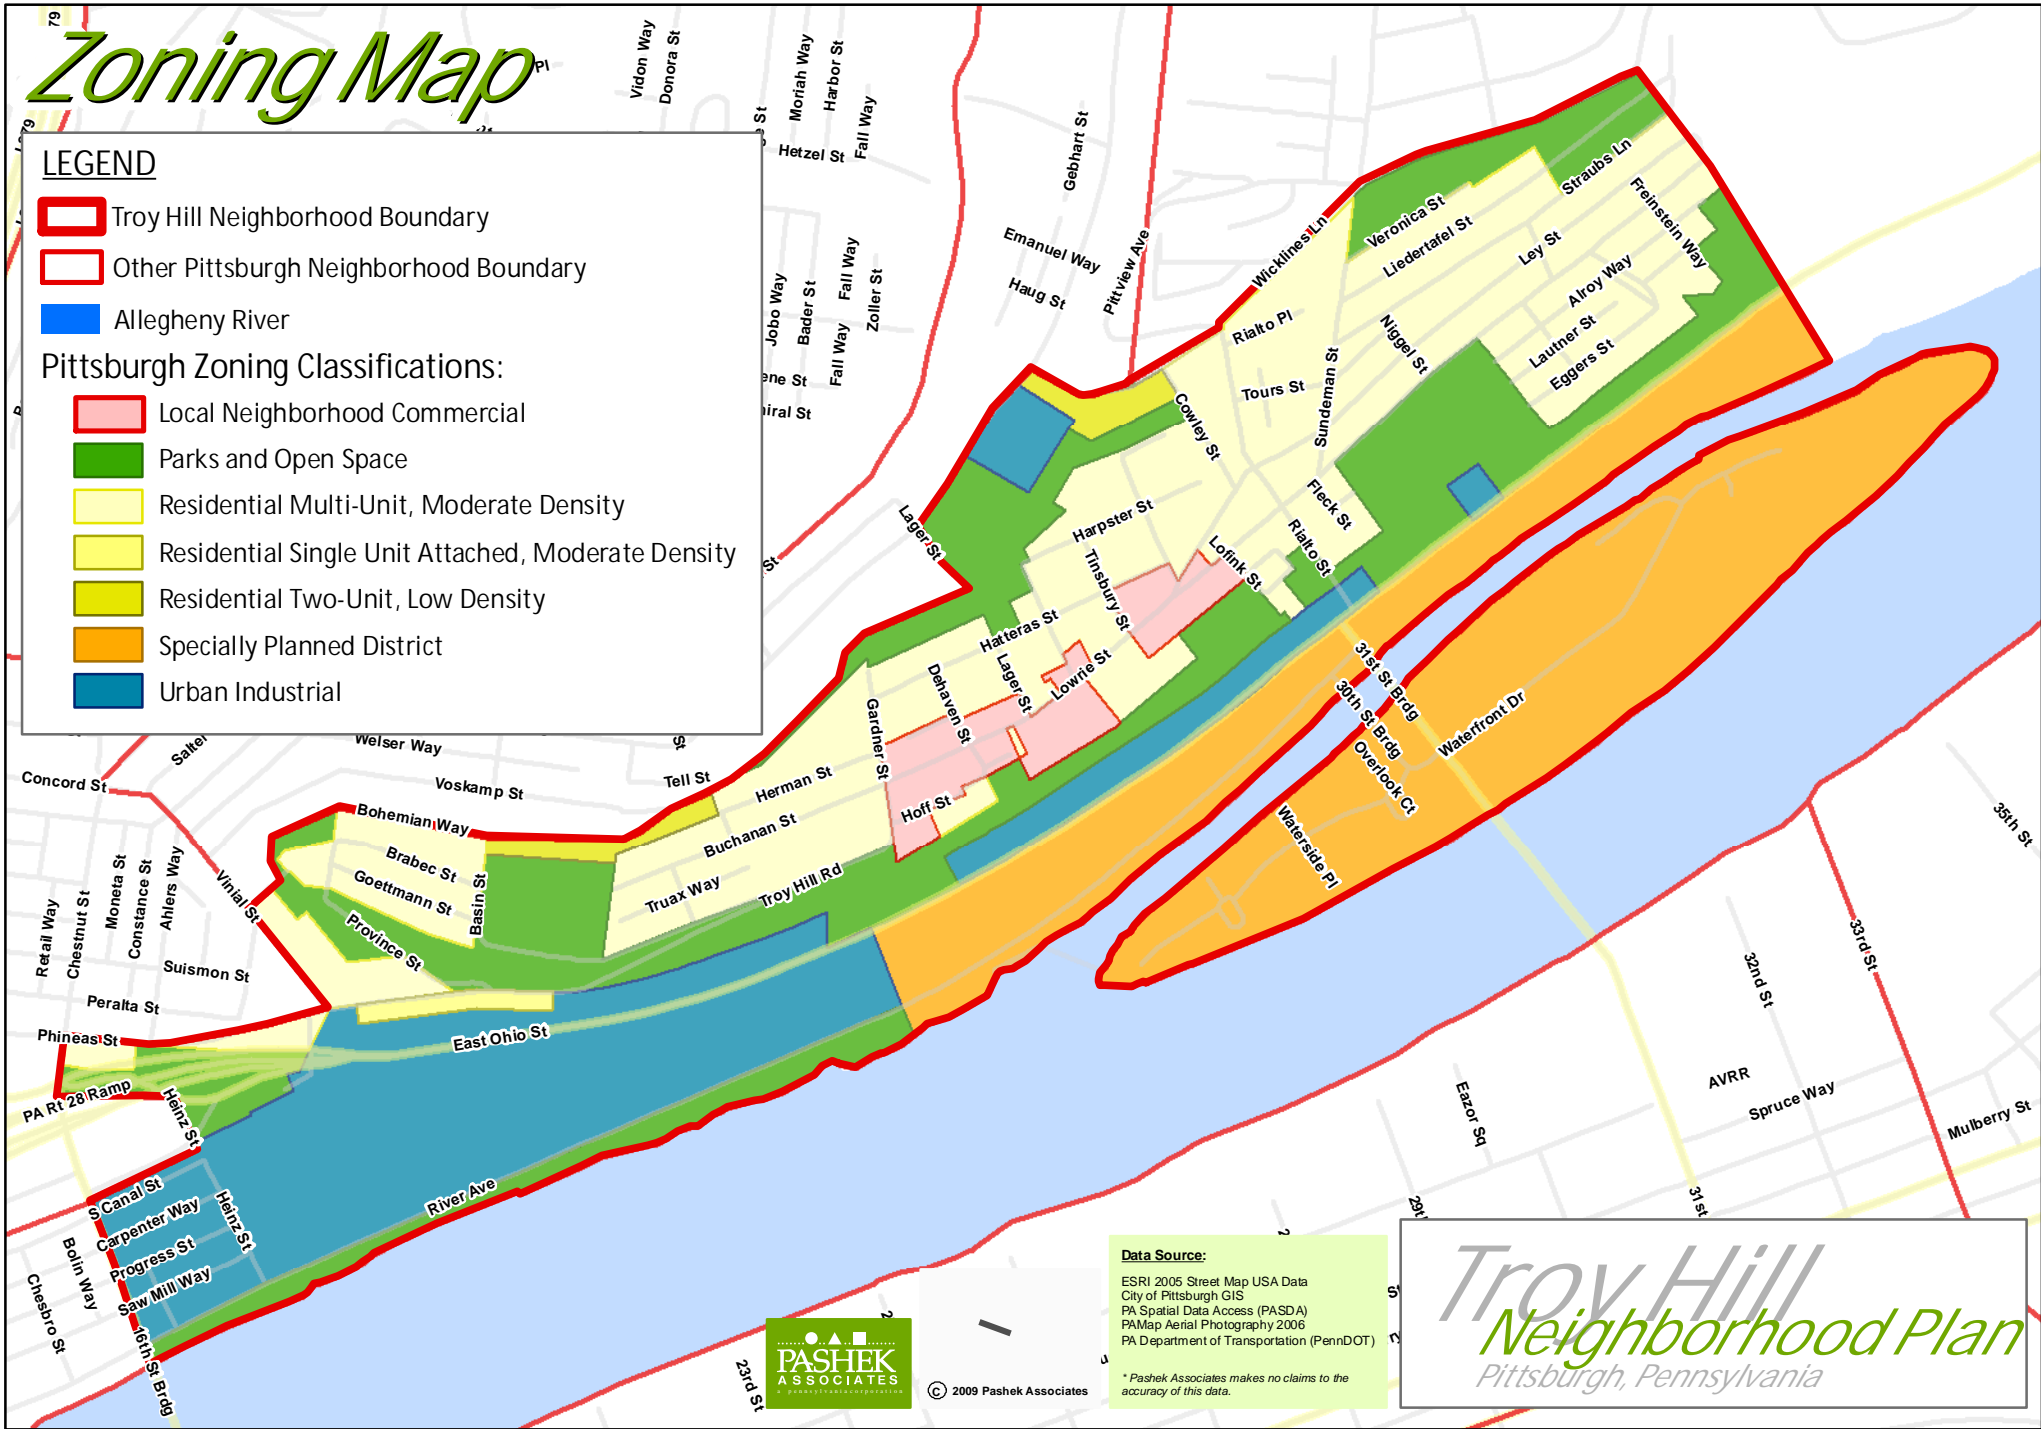 Zoning Map
LEGEND
Troy Hill Neighborhood Boundary
Other Pittsburgh Neighborhood Boundary
Allegheny River
Pittsburgh Zoning Classifications:
Local Neighborhood Commercial
Parks and Open Space
Residential Multi-Unit, Moderate Density
Residential Single Unit Attached, Moderate Density
Residential Two-Unit, Low Density
Specially Planned District
Urban Industrial
79
Pl
Vidon Way
Donora St
Moriah Way
Harbor St
Fall Way
Hetzel St
Gebhart St
Emanuel Way
Haug St
Pittview Ave
Jobo Way
Bader St
Fall Way
Fall Way
Zoller St
Wicklines Ln
Veronica St
Liedertafel St
Straubs Ln
Freinstein Way
Ley St
Alroy Way
Lautner St
Eggers St
Niggel St
Rialto Pl
Tours St
Sundeman St
Cowley St
Fleck St
Rialto St
Lofink St
Harpster St
Tinsbury St
Lager St
Hatteras St
Lager St
Lowrie St
Dehaven St
Gardner St
Hoff St
Herman St
Buchanan St
Truax Way
Troy Hill Rd
Tell St
Welser Way
Voskamp St
Concord St
Bohemian Way
Brabec St
Goettmann St
Basin St
Province St
Vinial St
Retail Way
Chestnut St
Moneta St
Constance St
Ahlers Way
Suismon St
Peralta St
Phineas St
PA Rt 28 Ramp
Heinz St
East Ohio St
River Ave
S Canal St
Carpenter Way
Progress St
Saw Mill Way
Heinz St
Bolin Way
Chesbro St
16th St Brdg
31st St Brdg
30th St Brdg
Overlook Ct
Waterfront Dr
Waterside Pl
35th St
33rd St
32nd St
AVRR
Spruce Way
Mulberry St
Eazor Sq
31st
23rd St
PASHEK
ASSOCIATES
a pennsylvania corporation
© 2009 Pashek Associates
Data Source:
ESRI 2005 Street Map USA Data
City of Pittsburgh GIS
PA Spatial Data Access (PASDA)
PAMap Aerial Photography 2006
PA Department of Transportation (PennDOT)
* Pashek Associates makes no claims to the
accuracy of this data.
Troy Hill
Neighborhood Plan
Pittsburgh, Pennsylvania